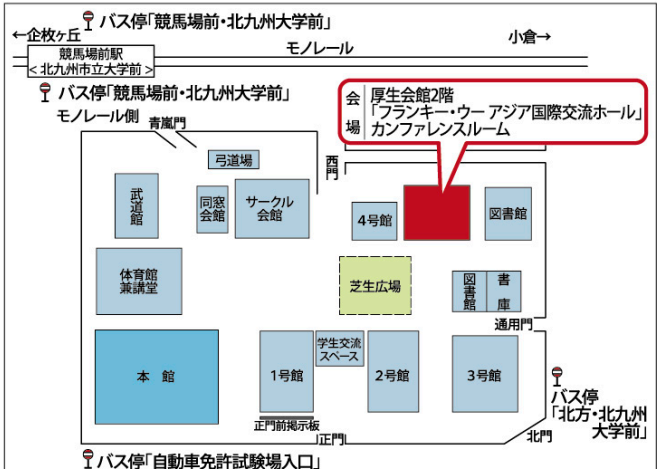 バス停「競馬場前・北九州大学前」
←企救ヶ丘
小倉→
モノレール
競馬場前駅
<北九州市立大学前>
バス停「競馬場前・北九州大学前」
会場
厚生会館2階
「フランキー・ウー アジア国際交流ホール」
カンファレンスルーム
モノレール側
青嵐門
弓道場
西門
武道館
同窓会館
サークル
会館
4号館
図書館
体育館
兼講堂
芝生広場
図書館
書庫
通用門
本館
1号館
学生交流
スペース
2号館
3号館
正門前掲示板
正門
北門
バス停
「北方・北九州
大学前」
バス停「自動車免許試験場入口」